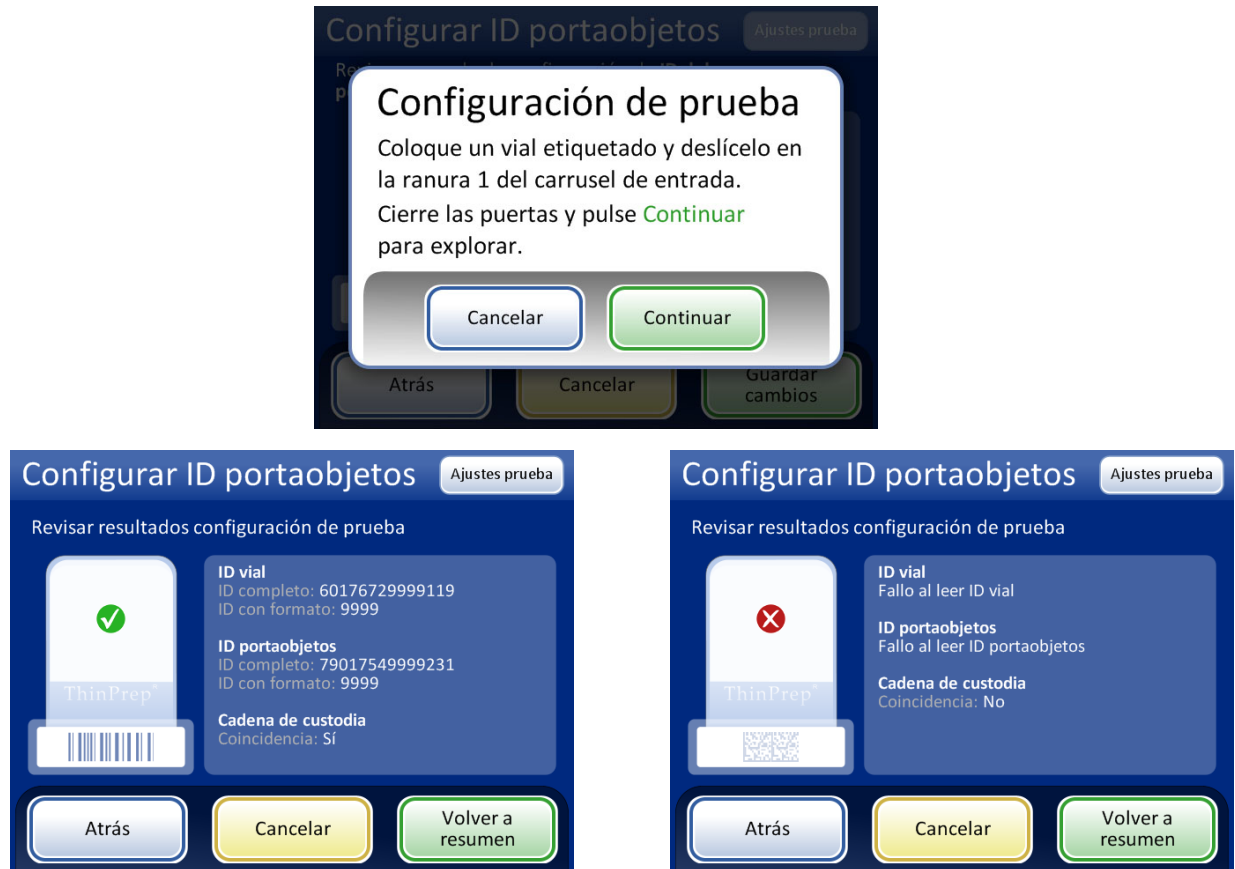 Configurar ID portaobjetos
Ajustes prueba
Configuración de prueba
Coloque un vial etiquetado y deslícelo en
la ranura 1 del carrusel de entrada.
Cierre las puertas y pulse Continuar
para explorar.
Cancelar
Continuar
Atrás
Cancelar
Guardar
cambios
Configurar ID portaobjetos
Ajustes prueba
Revisar resultados configuración de prueba
ThinPrep®
ID vial
ID completo: 60176729999119
ID con formato: 9999
ID portaobjetos
ID completo: 79017549999231
ID con formato: 9999
Cadena de custodia
Coincidencia: Sí
Atrás
Cancelar
Volver a
resumen
Configurar ID portaobjetos
Ajustes prueba
Revisar resultados configuración de prueba
ThinPrep®
ID vial
Fallo al leer ID vial
ID portaobjetos
Fallo al leer ID portaobjetos
Cadena de custodia
Coincidencia: No
Atrás
Cancelar
Volver a
resumen